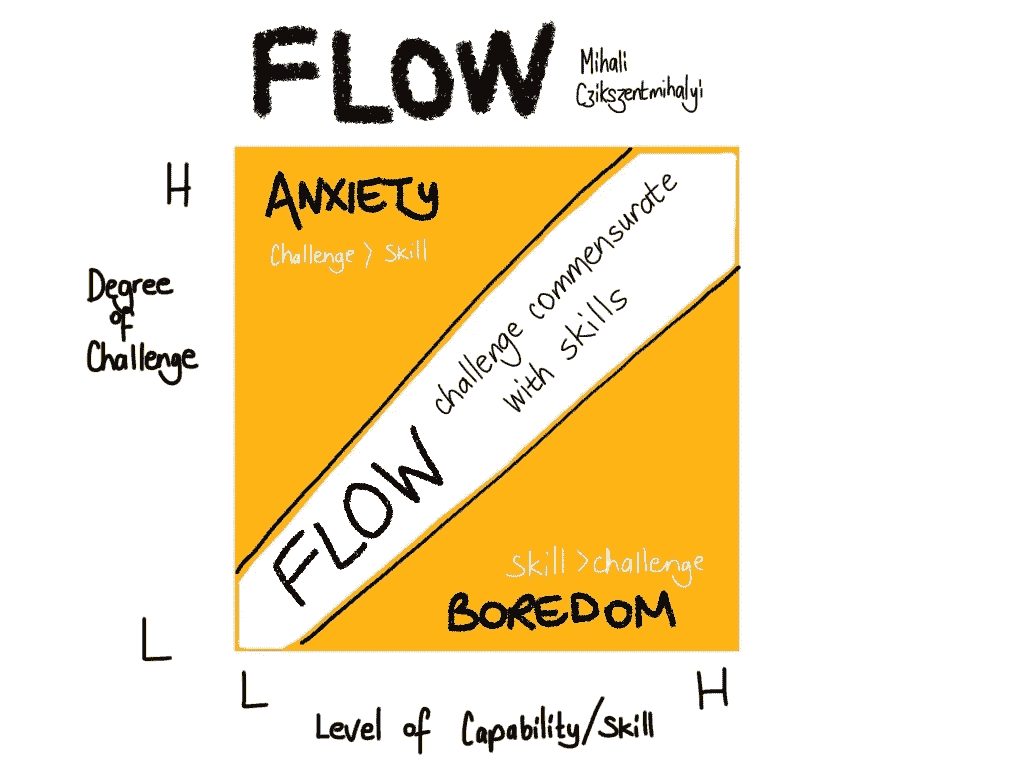 FLOW
Mihali
Czikszentmihalyi
H
ANXIETY
Challenge > Skill
Degree
of
Challenge
challenge commensurate
with skills
FLOW
Skill > challenge
BOREDOM
L
L
H
Level of Capability/Skill